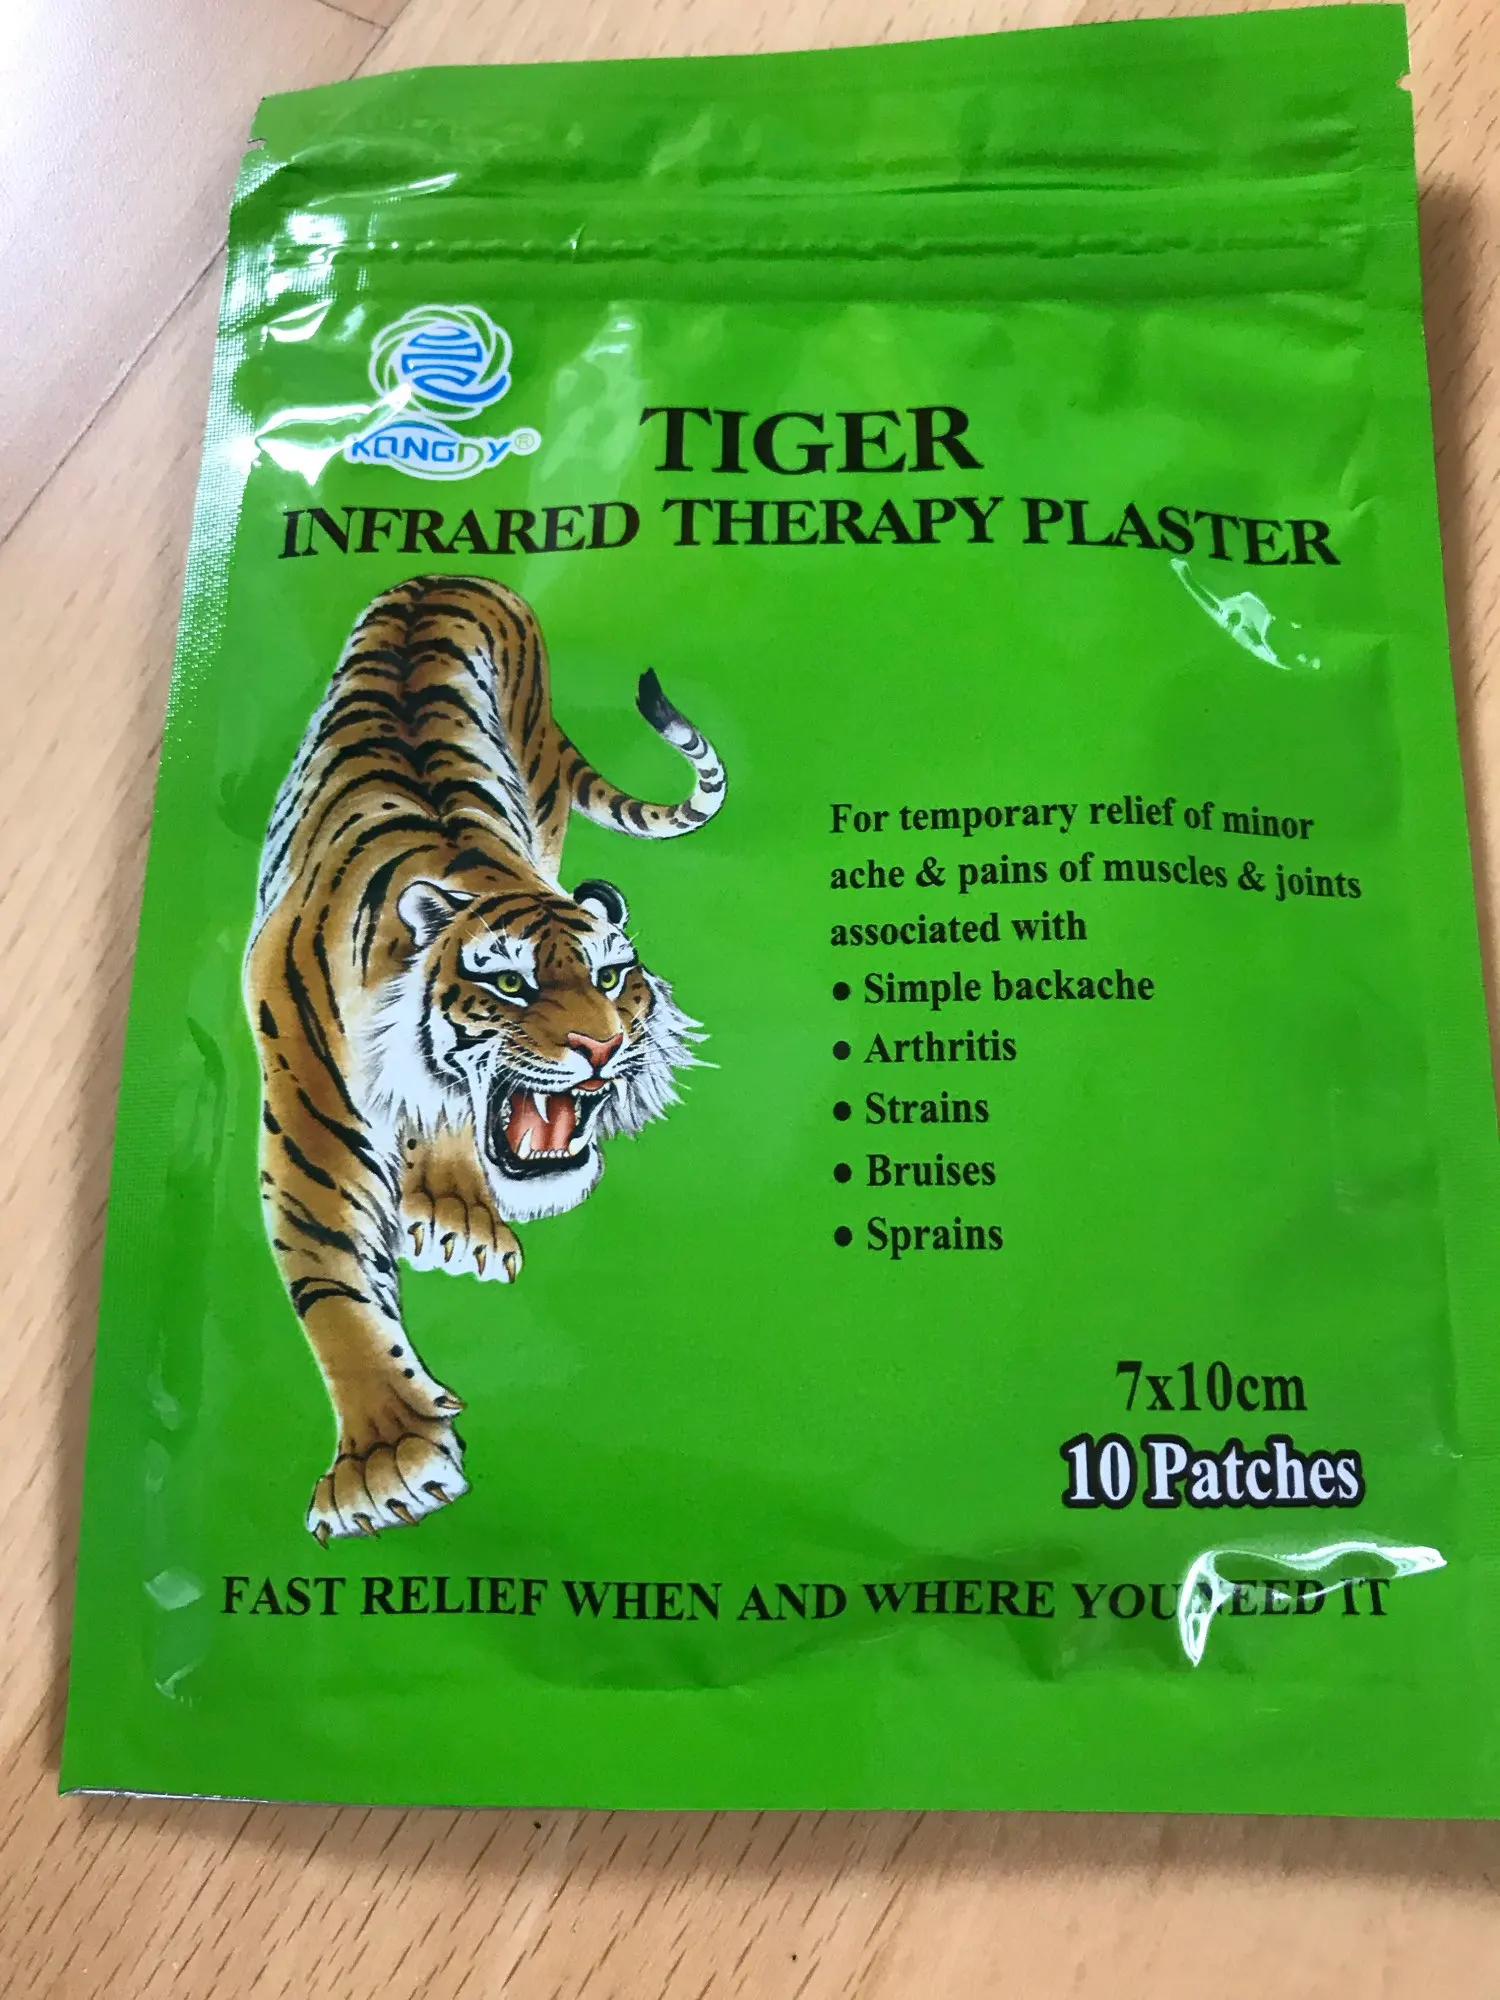 KONGDY®
TIGER
INFRARED THERAPY PLASTER
For temporary relief of minor
ache & pains of muscles & joints
associated with
• Simple backache
• Arthritis
• Strains
• Bruises
• Sprains
7x10cm
10 Patches
FAST RELIEF WHEN AND WHERE YOU NEED IT